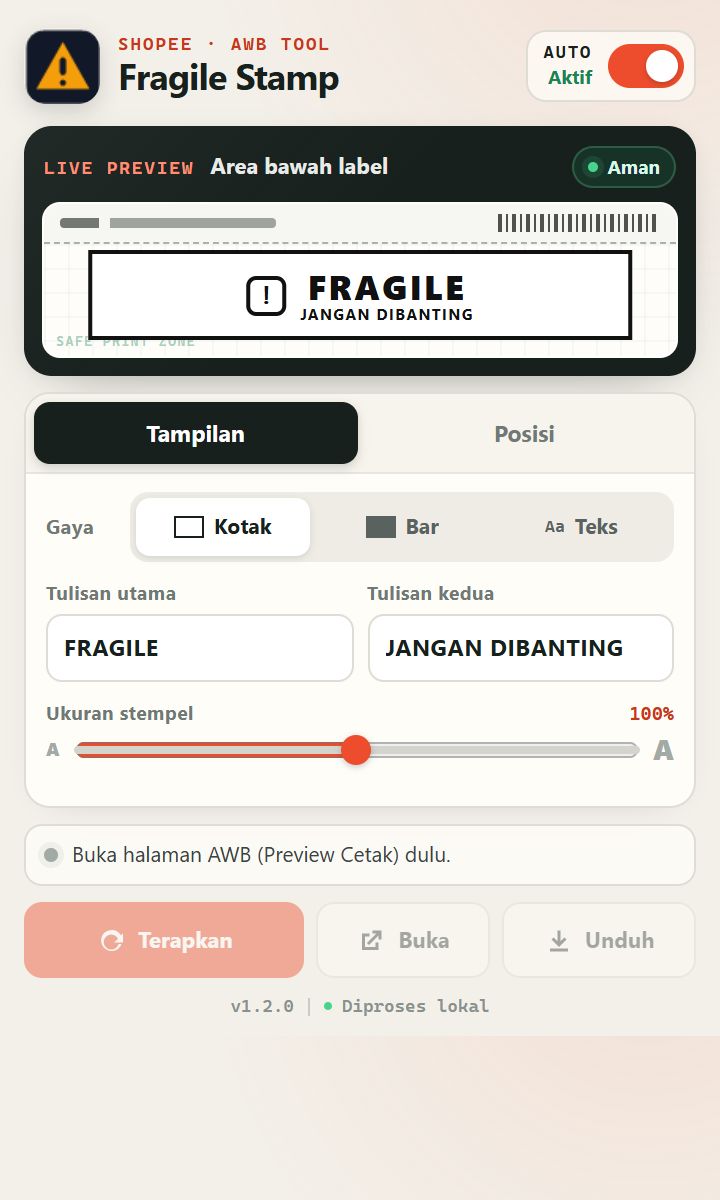 SHOPEE · AWB TOOL
Fragile Stamp
AUTO
Aktif
LIVE PREVIEW Area bawah label
Aman
! FRAGILE
JANGAN DIBANTING
SAFE PRINT ZONE
Tampilan
Posisi
Gaya
Kotak
Bar
Aa Teks
Tulisan utama
Tulisan kedua
FRAGILE
JANGAN DIBANTING
Ukuran stempel
100%
A
A
Buka halaman AWB (Preview Cetak) dulu.
Terapkan
Buka
Unduh
v1.2.0 | Diproses lokal